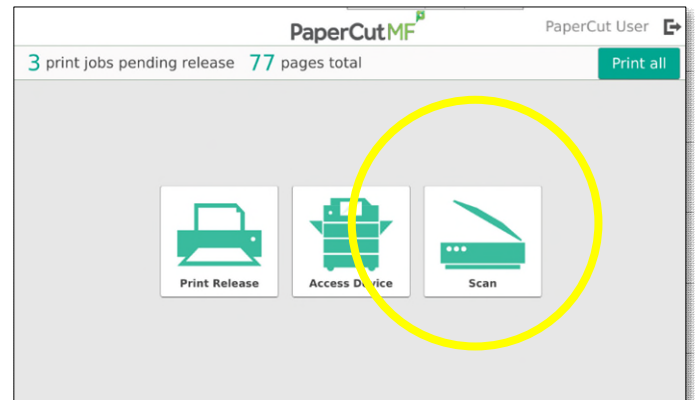 PaperCutMF
PaperCut User
3 print jobs pending release 77 pages total
Print all
Print Release
Access Device
Scan